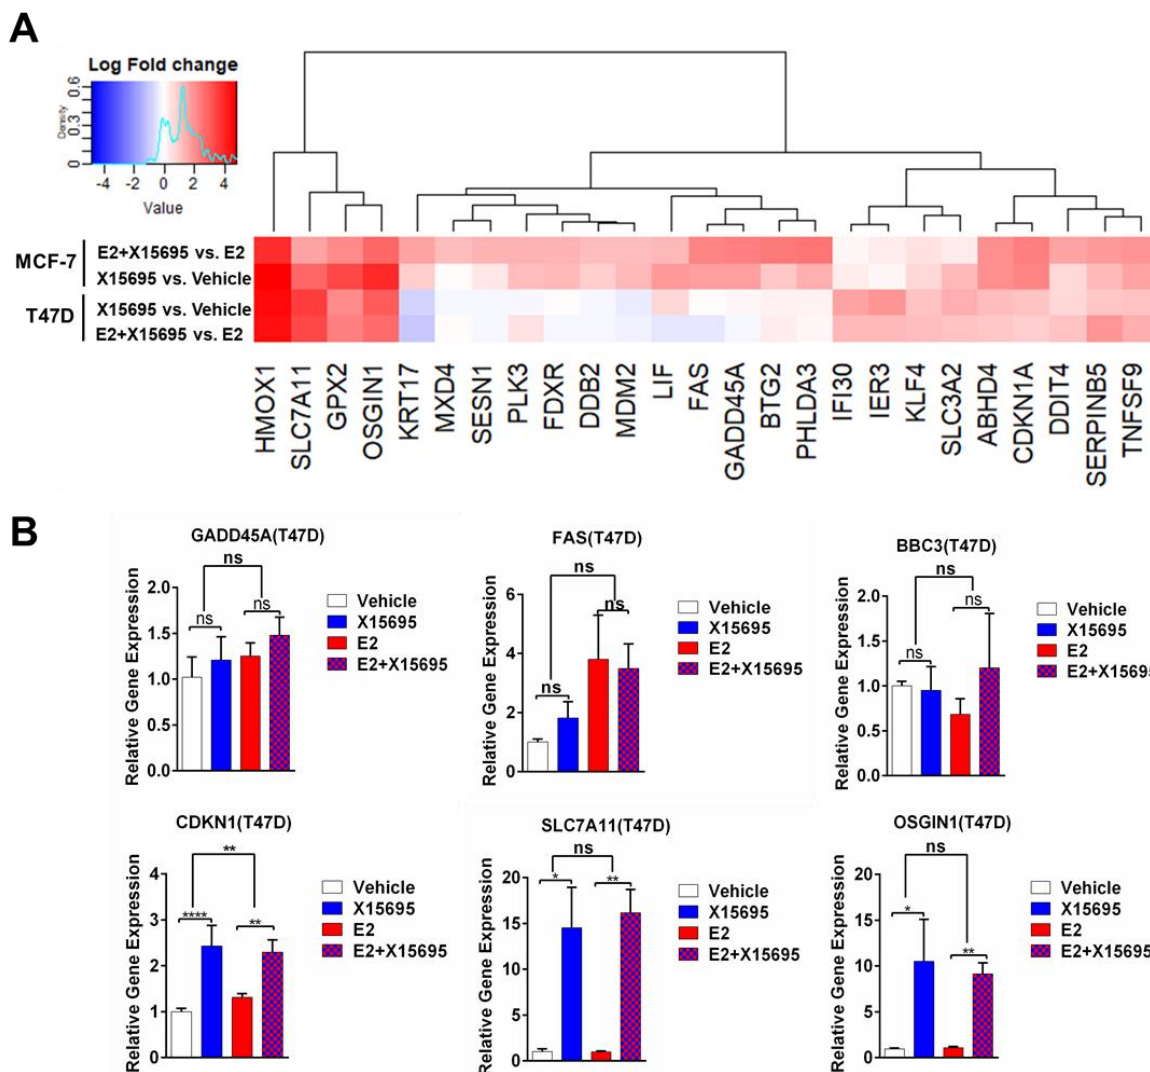 A
Log Fold change
Density
0 0.3 0.6
-4 -2 0 2 4
Value
MCF-7
E2+X15695 vs. E2
X15695 vs. Vehicle
T47D
X15695 vs. Vehicle
E2+X15695 vs. E2
HMOX1
SLC7A11
GPX2
OSGIN1
KRT17
MXD4
SESN1
PLK3
FDXR
DDB2
MDM2
LIF
FAS
GADD45A
BTG2
PHLDA3
IFI30
IER3
KLF4
SLC3A2
ABHD4
CDKN1A
DDIT4
SERPINB5
TNFSF9
B
GADD45A(T47D)
Relative Gene Expression
2.0
1.5
1.0
0.5
0.0
ns
ns
ns
Vehicle
X15695
E2
E2+X15695
FAS(T47D)
Relative Gene Expression
6
4
2
0
ns
ns
ns
Vehicle
X15695
E2
E2+X15695
BBC3(T47D)
Relative Gene Expression
2.0
1.5
1.0
0.5
0.0
ns
ns
ns
Vehicle
X15695
E2
E2+X15695
CDKN1(T47D)
Relative Gene Expression
4
3
2
1
0
**
****
**
Vehicle
X15695
E2
E2+X15695
SLC7A11(T47D)
Relative Gene Expression
20
15
10
5
0
ns
*
**
Vehicle
X15695
E2
E2+X15695
OSGIN1(T47D)
Relative Gene Expression
20
15
10
5
0
ns
*
**
Vehicle
X15695
E2
E2+X15695